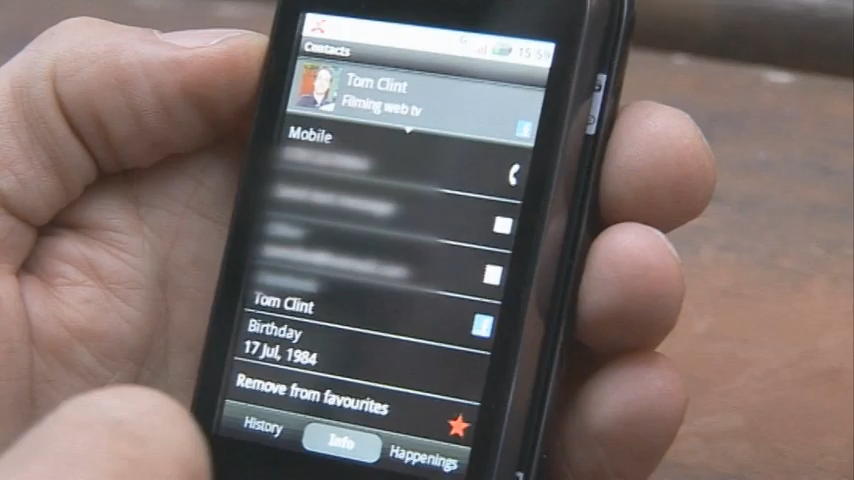 15:59
Contacts
Tom Clint
Filming web tv
Mobile
Tom Clint
Birthday
17 Jul, 1984
Remove from favourites
History
Info
Happenings